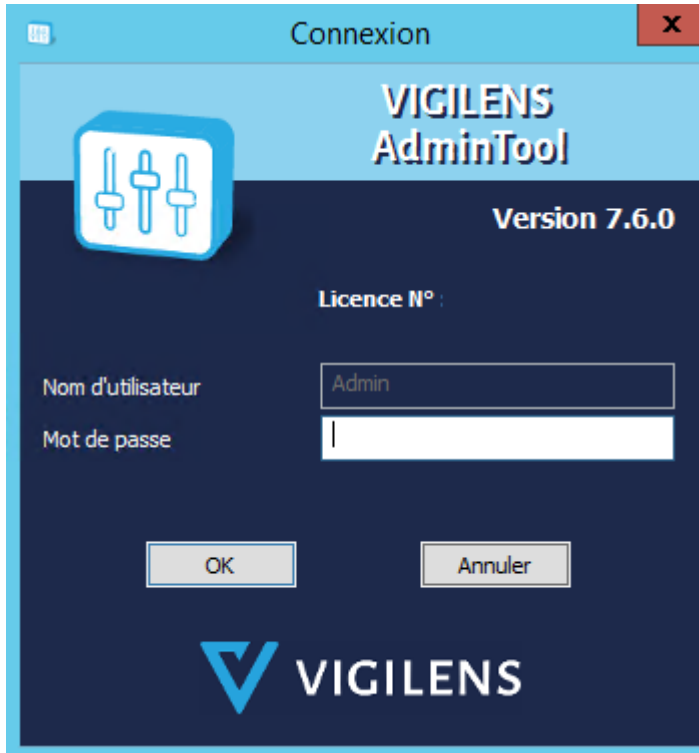 Connexion
x
VIGILENS
AdminTool
Version 7.6.0
Licence N° :
Nom d'utilisateur
Admin
Mot de passe
OK
Annuler
VIGILENS